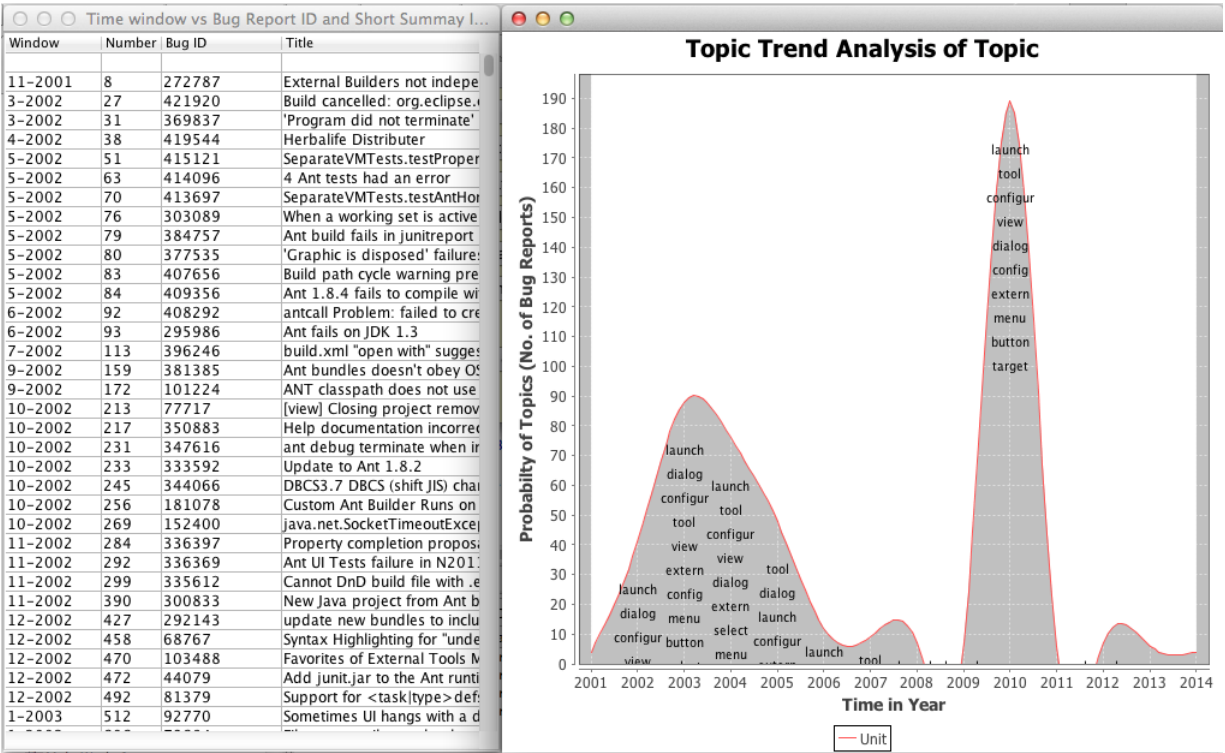 Time window vs Bug Report ID and Short Summay I...
Window Number Bug ID Title
11-2001 8 272787 External Builders not indepe
3-2002 27 421920 Build cancelled: org.eclipse.
3-2002 31 369837 'Program did not terminate'
4-2002 38 419544 Herbalife Distributer
5-2002 51 415121 SeparateVMTests.testProper
5-2002 63 414096 4 Ant tests had an error
5-2002 70 413697 SeparateVMTests.testAntHor
5-2002 76 303089 When a working set is active
5-2002 79 384757 Ant build fails in junitreport
5-2002 80 377535 'Graphic is disposed' failure
5-2002 83 407656 Build path cycle warning pre
5-2002 84 409356 Ant 1.8.4 fails to compile wi
6-2002 92 408292 antcall Problem: failed to cre
6-2002 93 295986 Ant fails on JDK 1.3
7-2002 113 396246 build.xml "open with" sugges
9-2002 159 381385 Ant bundles doesn't obey OS
9-2002 172 101224 ANT classpath does not use
10-2002 213 77717 [view] Closing project remov
10-2002 217 350883 Help documentation incorrec
10-2002 231 347616 ant debug terminate when in
10-2002 233 333592 Update to Ant 1.8.2
10-2002 245 344066 DBCS3.7 DBCS (shift JIS) cha
10-2002 256 181078 Custom Ant Builder Runs on
10-2002 269 152400 java.net.SocketTimeoutExcep
11-2002 284 336397 Property completion propos
11-2002 292 336369 Ant UI Tests failure in N2011
11-2002 299 335612 Cannot DnD build file with .e
11-2002 390 300833 New Java project from Ant b
12-2002 427 292143 update new bundles to inclu
12-2002 458 68767 Syntax Highlighting for "unde
12-2002 470 103488 Favorites of External Tools M
12-2002 472 44079 Add junit.jar to the Ant runti
12-2002 492 81379 Support for <task|type>def
1-2003 512 92770 Sometimes UI hangs with a d
Topic Trend Analysis of Topic
Probabilty of Topics (No. of Bug Reports)
190
180
170
160
150
140
130
120
110
100
90
80
70
60
50
40
30
20
10
0
launch
dialog
configur
view
launch
dialog
configur
tool
view
extern
config
menu
button
launch
tool
configur
view
dialog
extern
select
menu
tool
dialog
launch
configur
extern
launch
tool
launch
tool
configur
view
dialog
config
extern
menu
button
target
2001 2002 2003 2004 2005 2006 2007 2008 2009 2010 2011 2012 2013 2014
Time in Year
Unit